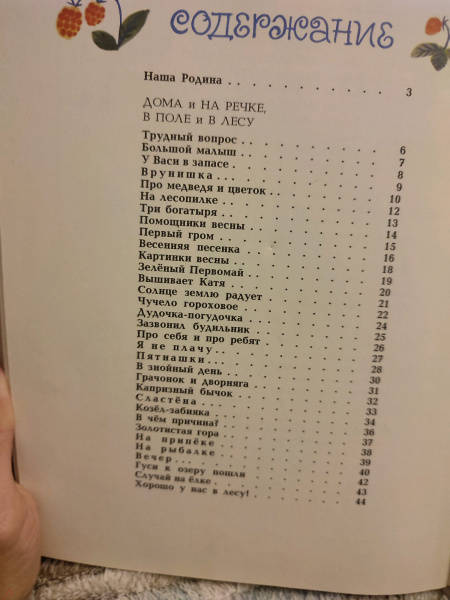 СОДЕРЖАНИЕ
Наша Родина . . . . . . . . . . 3
ДОМА и НА РЕЧКЕ,
В ПОЛЕ и В ЛЕСУ
Трудный вопрос . . . . . . . . . 6
Большой малыш . . . . . . . . . 7
У Васи в запасе . . . . . . . . . 8
Врунишка . . . . . . . . . 9
Про медведя и цветок . . . . . . . . . 10
На лесопилке . . . . . . . . . 12
Три богатыря . . . . . . . . . 13
Помощники весны . . . . . . . . . 14
Первый гром . . . . . . . . . 15
Весенняя песенка . . . . . . . . . 16
Картинки весны . . . . . . . . . 18
Зелёный Первомай . . . . . . . . . 19
Вышивает Катя . . . . . . . . . 20
Солнце землю радует . . . . . . . . . 21
Чучело гороховое . . . . . . . . . 22
Дудочка-погудочка . . . . . . . . . 24
Зазвонил будильник . . . . . . . . . 25
Про себя и про ребят . . . . . . . . . 26
Я не плачу . . . . . . . . . 27
Пятнашки . . . . . . . . . 28
В знойный день . . . . . . . . . 30
Грачонок и дворняга . . . . . . . . . 31
Капризный бычок . . . . . . . . . 32
Сластёна . . . . . . . . . 33
Козёл-забияка . . . . . . . . . 34
В чём причина? . . . . . . . . . 36
Золотистая гора . . . . . . . . . 37
На припёке . . . . . . . . . 38
На рыбалке . . . . . . . . . 39
Вечер . . . . . . . . . 40
Гуси к озеру пошли . . . . . . . . . 42
Случай на ёлке . . . . . . . . . 43
Хорошо у нас в лесу! . . . . . . . . . 44